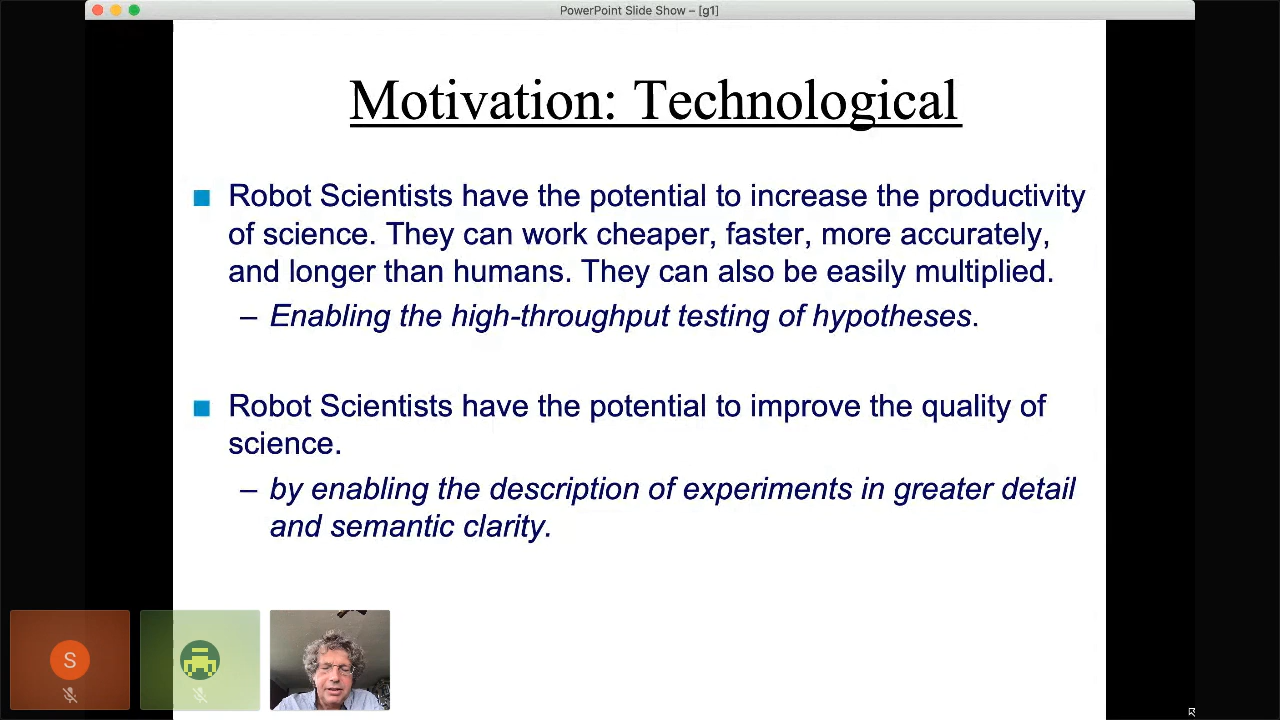 PowerPoint Slide Show – [g1]
Motivation: Technological
Robot Scientists have the potential to increase the productivity
of science. They can work cheaper, faster, more accurately,
and longer than humans. They can also be easily multiplied.
– Enabling the high-throughput testing of hypotheses.
Robot Scientists have the potential to improve the quality of
science.
– by enabling the description of experiments in greater detail
and semantic clarity.
S